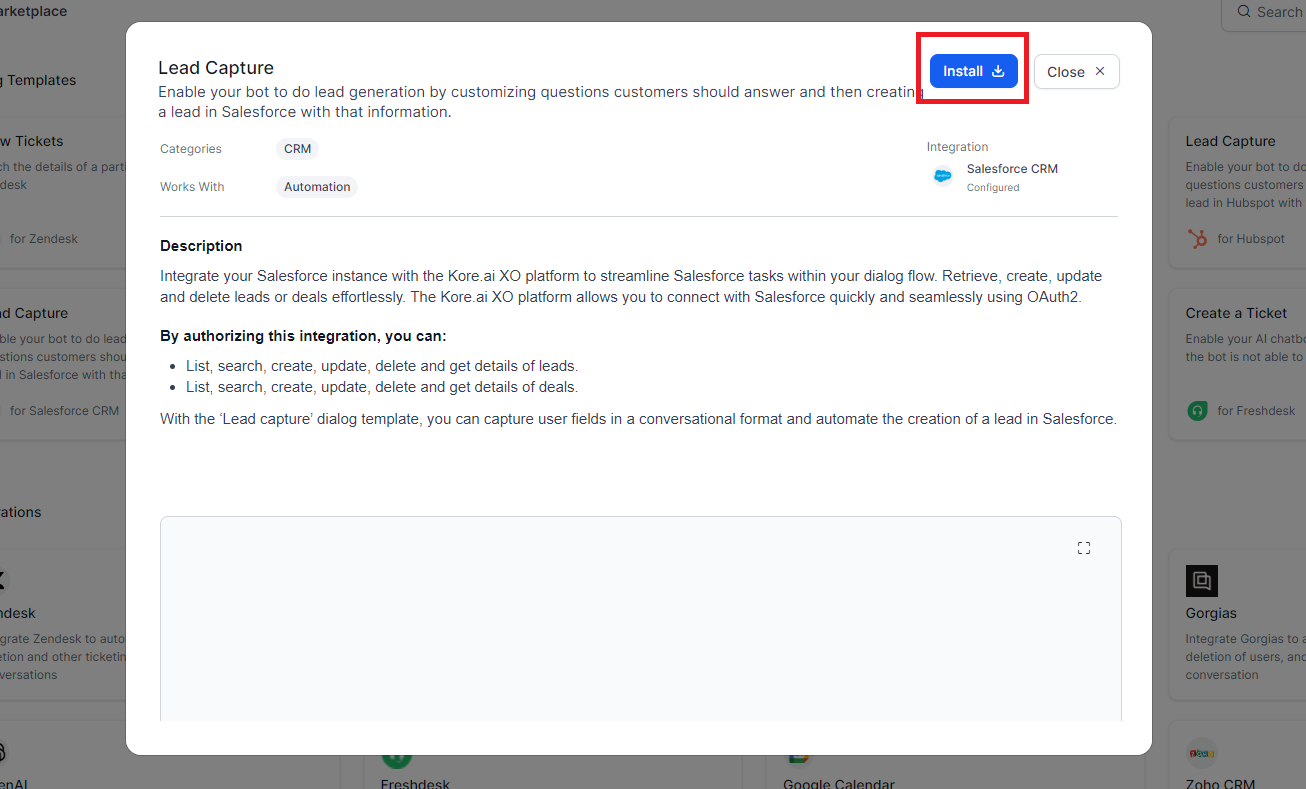 arketplace
Search
Templates
w Tickets
ch the details of a parti
desk
for Zendesk
d Capture
ble your bot to do lead
stions customers shou
in Salesforce with tha
for Salesforce CRM
ations
ndesk
grate Zendesk to auto
etion and other ticketin
versations
enAI
Lead Capture
Enable your bot to do lead generation by customizing questions customers should answer and then creating
a lead in Salesforce with that information.
Install
Close
Categories
CRM
Works With
Automation
Integration
Salesforce CRM
Configured
Description
Integrate your Salesforce instance with the Kore.ai XO platform to streamline Salesforce tasks within your dialog flow. Retrieve, create, update
and delete leads or deals effortlessly. The Kore.ai XO platform allows you to connect with Salesforce quickly and seamlessly using OAuth2.
By authorizing this integration, you can:
• List, search, create, update, delete and get details of leads.
• List, search, create, update, delete and get details of deals.
With the ‘Lead capture’ dialog template, you can capture user fields in a conversational format and automate the creation of a lead in Salesforce.
Freshdesk
Google Calendar
Lead Capture
Enable your bot to do
questions customers
lead in Hubspot with
for Hubspot
Create a Ticket
Enable your AI chatbo
the bot is not able to
for Freshdesk
Gorgias
Integrate Gorgias to a
deletion of users, and
conversation
ZOHO
Zoho CRM